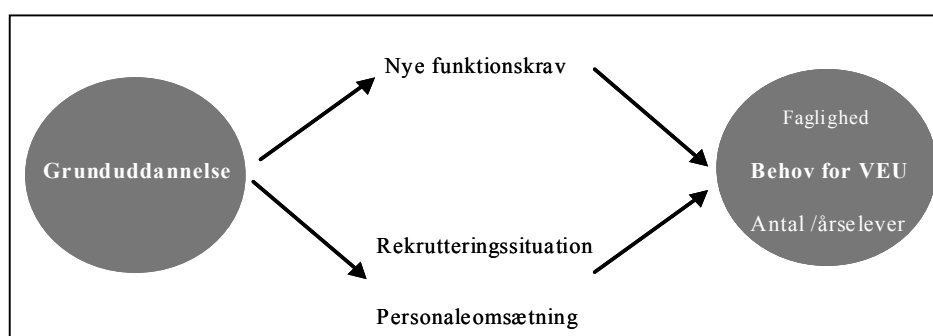 Nye funktionskrav
Grunduddannelse
Faglighed
Behov for VEU
Antal /årselever
Rekrutteringssituation
Personaleomsætning